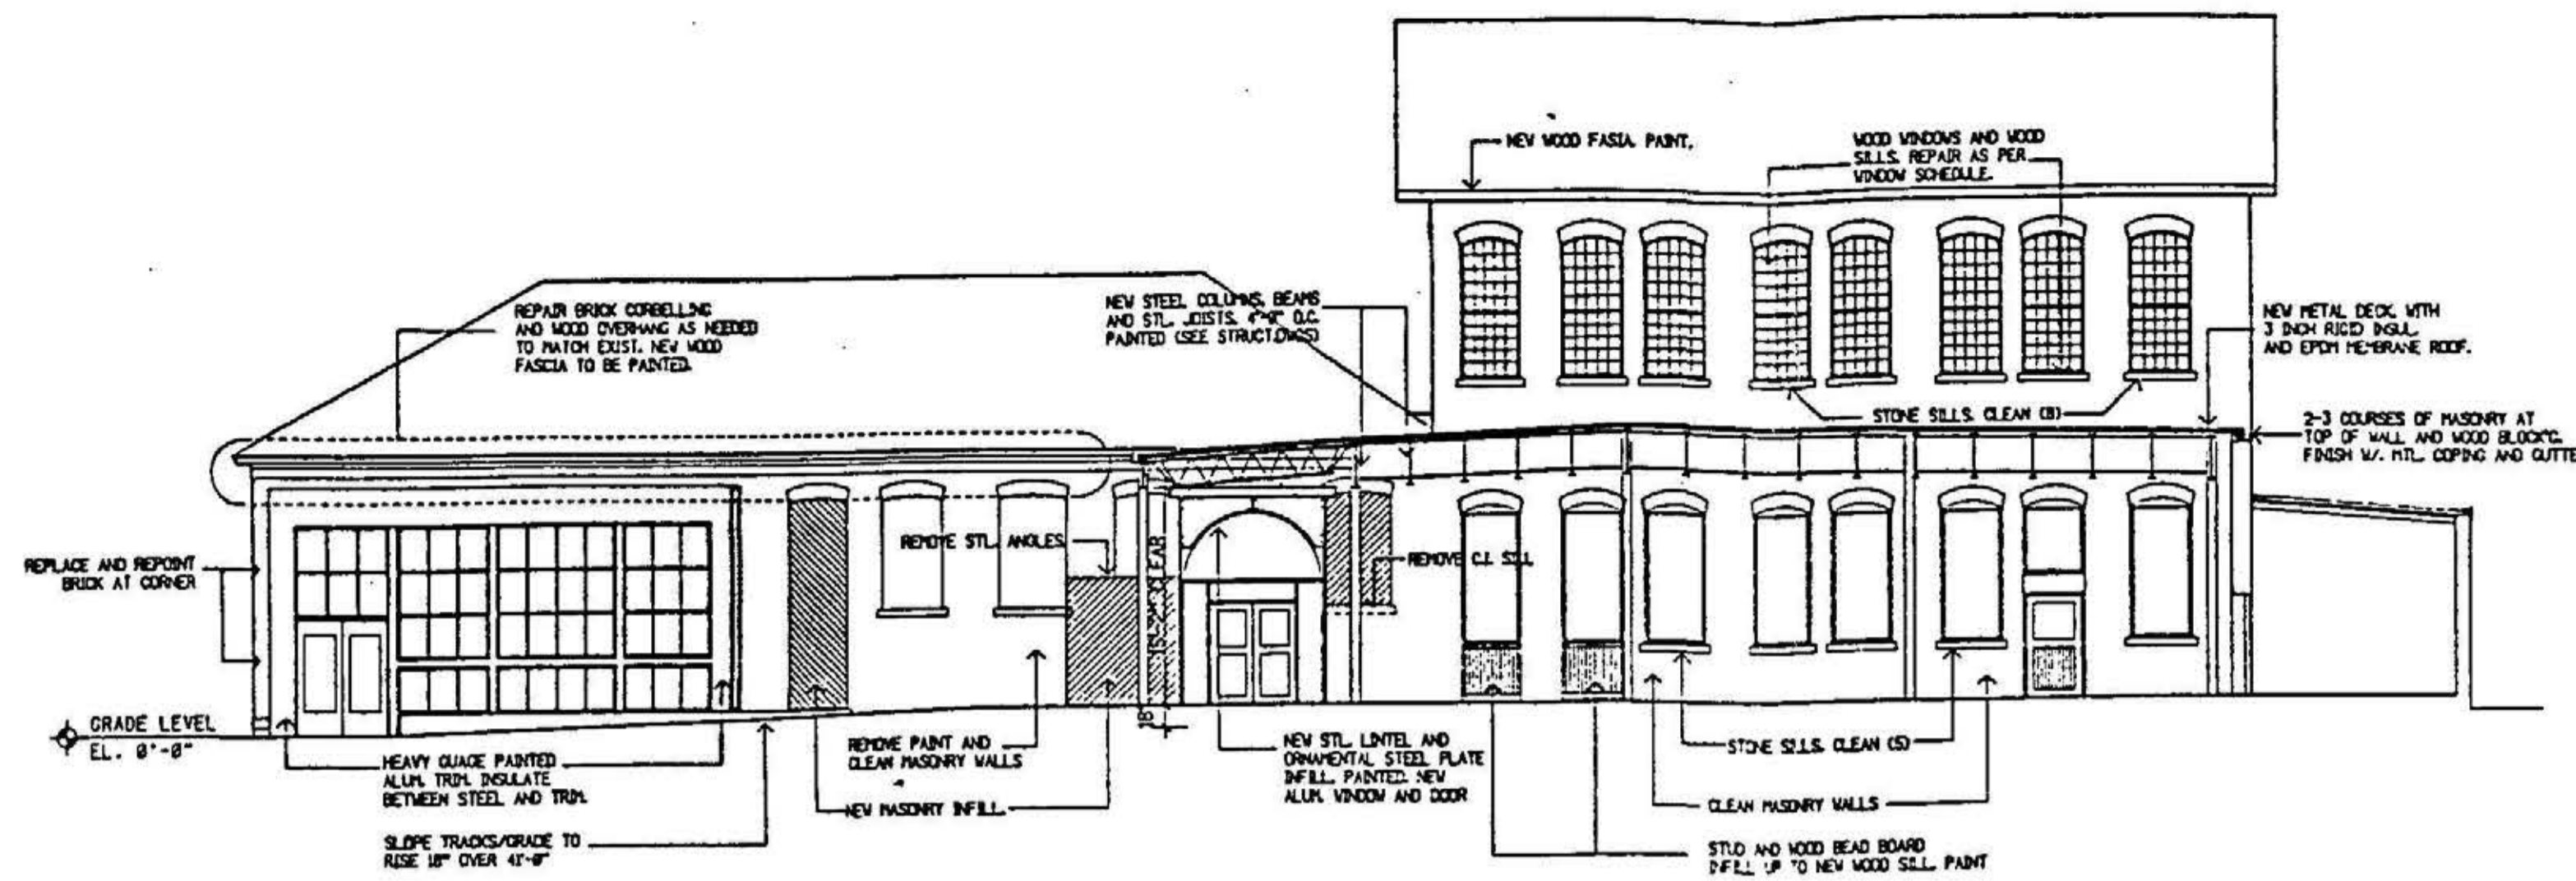 NEW WOOD FASIA. PAINT.
WOOD WINDOWS AND WOOD
SILLS. REPAIR AS PER
WINDOW SCHEDULE.
REPAIR BRICK CORBELLING
AND WOOD OVERHANG AS NEEDED
TO MATCH EXIST. NEW WOOD
FASCIA TO BE PAINTED.
NEW STEEL COLUMNS, BEAMS
AND STL. JOISTS. O.C.
PAINTED (SEE STRUCT.DWGS)
NEW METAL DECK WITH
3 INCH RIGID INSUL.
AND EPDM MEMBRANE ROOF.
STONE SILLS. CLEAN (8)
2-3 COURSES OF MASONRY AT
TOP OF WALL AND WOOD BLOCK'G.
FINISH W/. MTL. COPING AND GUTTE
REPLACE AND REPOINT
BRICK AT CORNER
REMOVE STL. ANGLES
CLEAR
REMOVE C.I. SILL
GRADE LEVEL
EL. 0'-0"
18"
HEAVY GUAGE PAINTED
ALUM. TRIM. INSULATE
BETWEEN STEEL AND TRIM.
REMOVE PAINT AND
CLEAN MASONRY WALLS
NEW MASONRY INFILL.
SLOPE TRACKS/GRADE TO
RISE 18" OVER 41'-0"
NEW STL. LINTEL AND
ORNAMENTAL STEEL PLATE
INFILL. PAINTED. NEW
ALUM. WINDOW AND DOOR
STONE SILLS. CLEAN (5)
CLEAN MASONRY WALLS
STUD AND WOOD BEAD BOARD
INFILL UP TO NEW WOOD SILL. PAINT